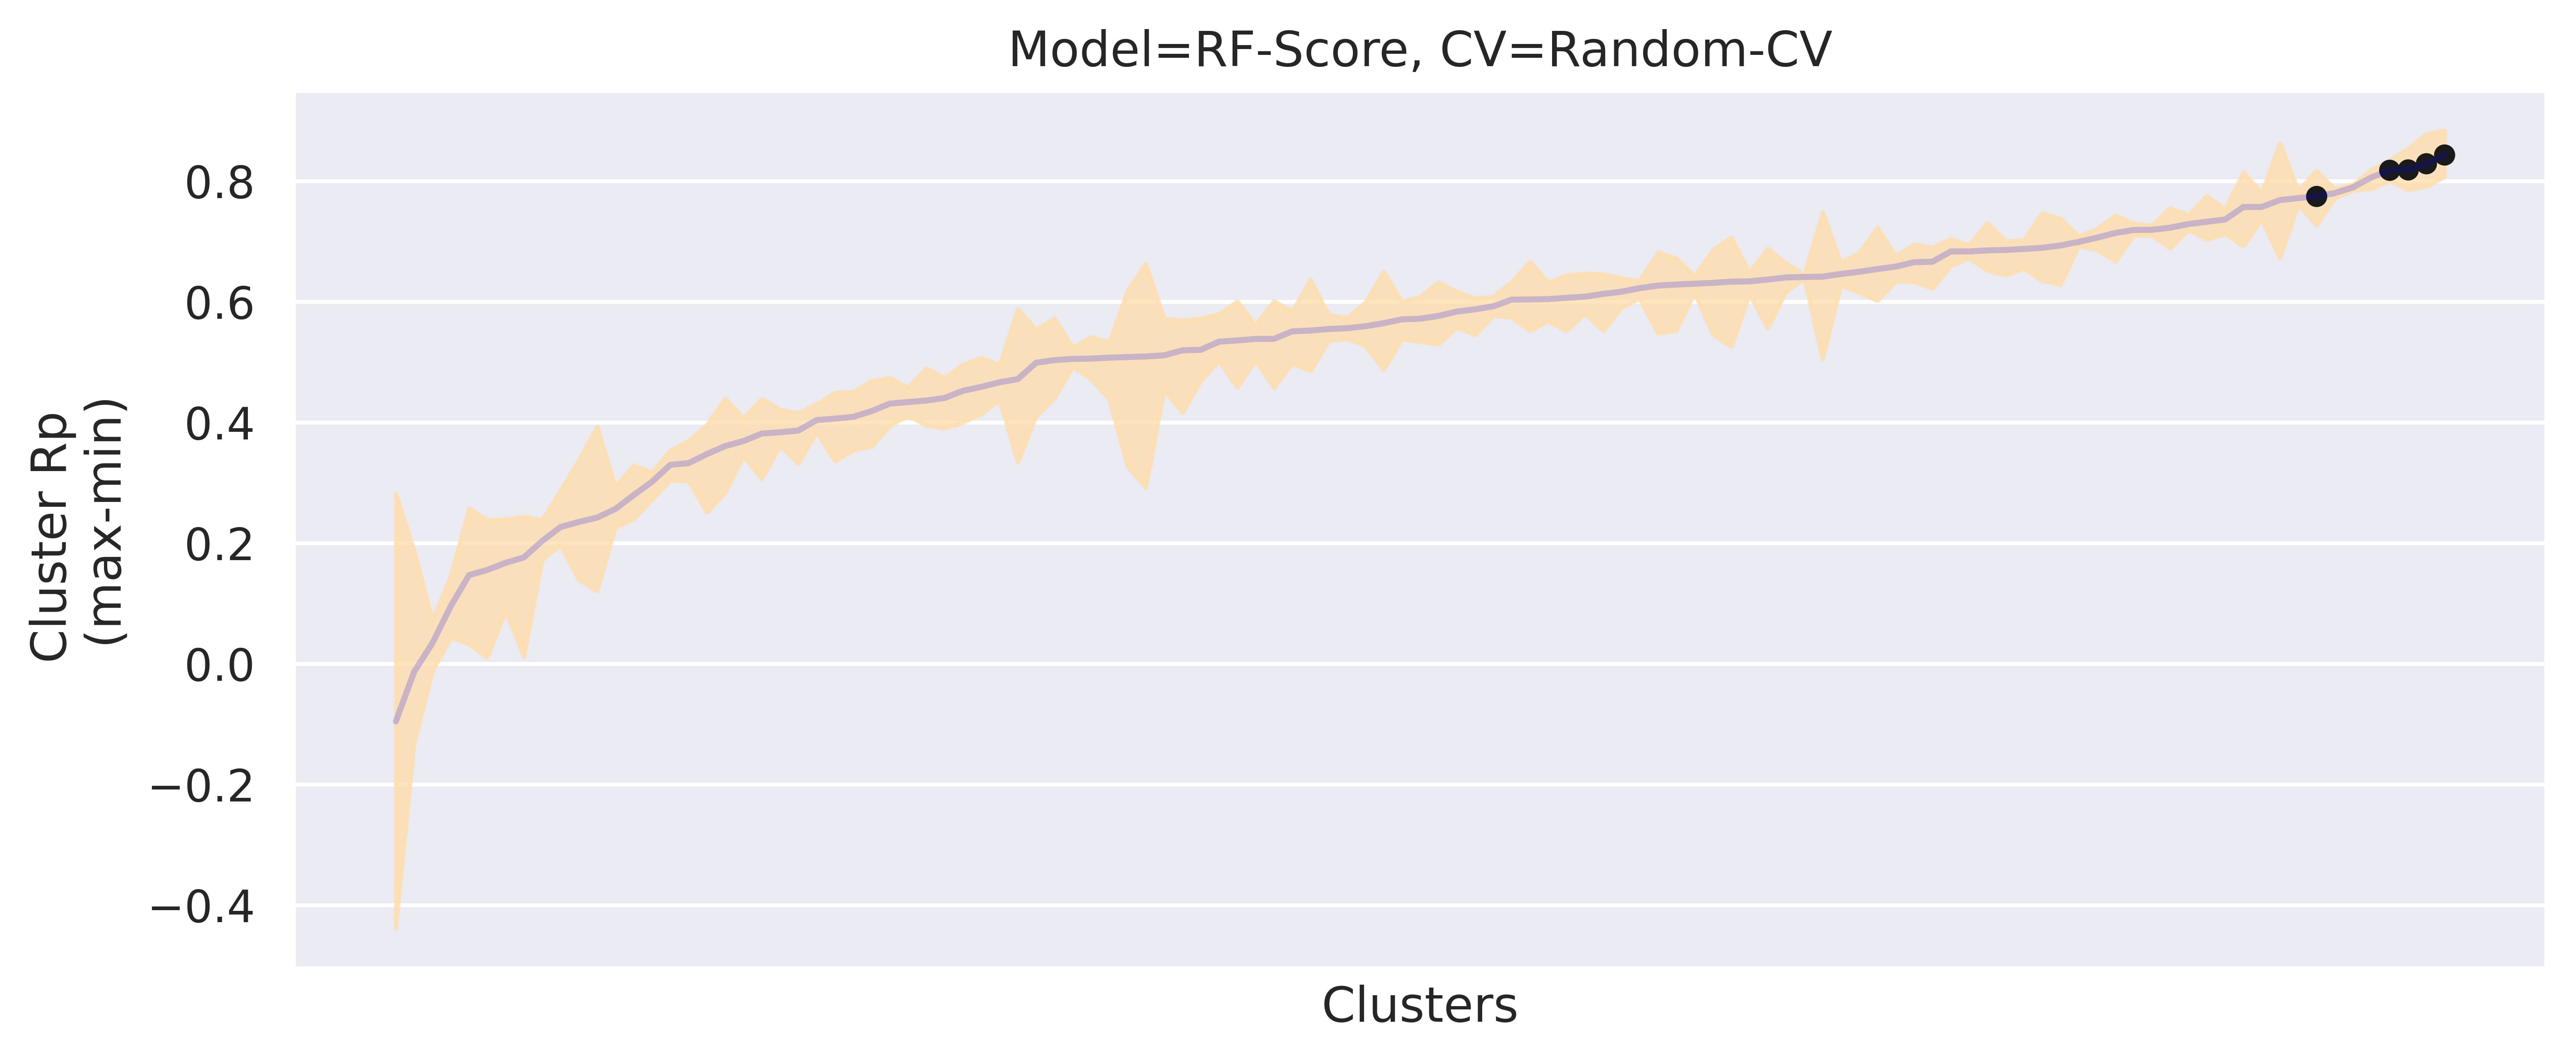 Model=RF-Score, CV=Random-CV
Cluster Rp
(max-min)
0.8
0.6
0.4
0.2
0.0
−0.2
−0.4
Clusters